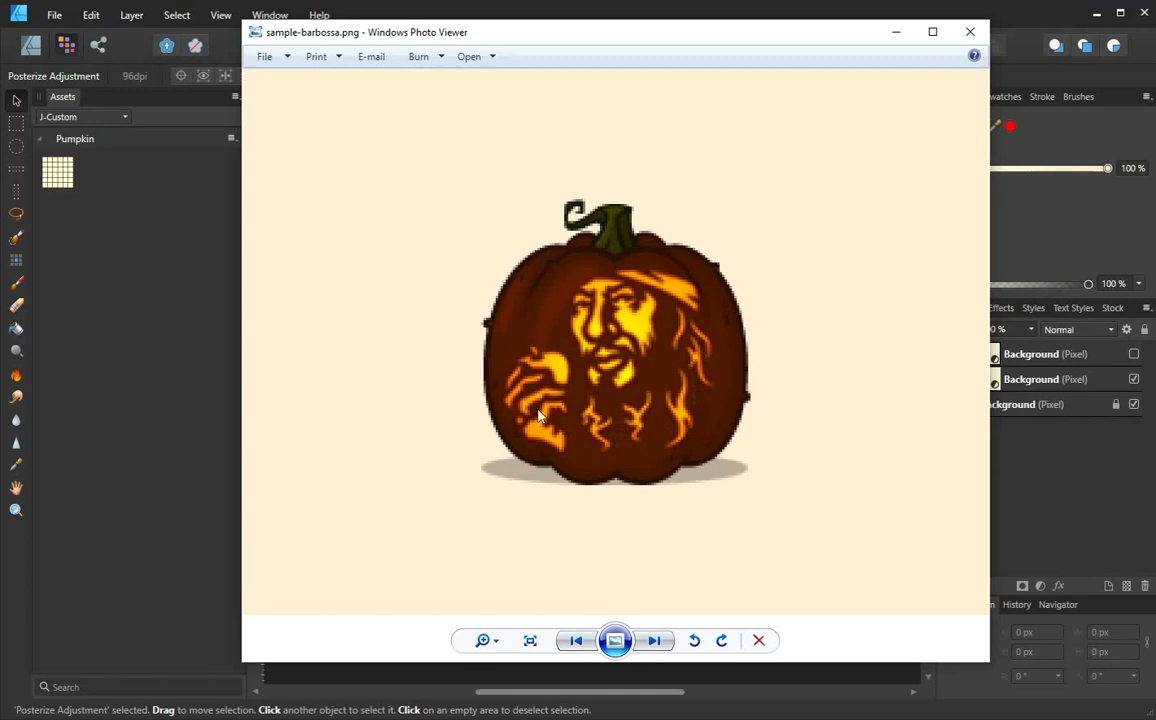 File Edit Layer Select View Window Help
sample-barbossa.png - Windows Photo Viewer
File Print E-mail Burn Open
Posterize Adjustment 96dpi
Assets
J-Custom
Pumpkin
Stroke Brushes
100 %
100 %
Styles Text Styles Stock
Normal
Background (Pixel)
Background (Pixel)
(Pixel)
History Navigator
0 px 0 px
0 px 0 px
0 ° 0 °
Search
'Posterize Adjustment' selected. Drag to move selection. Click another object to select it. Click on an empty area to deselect selection.